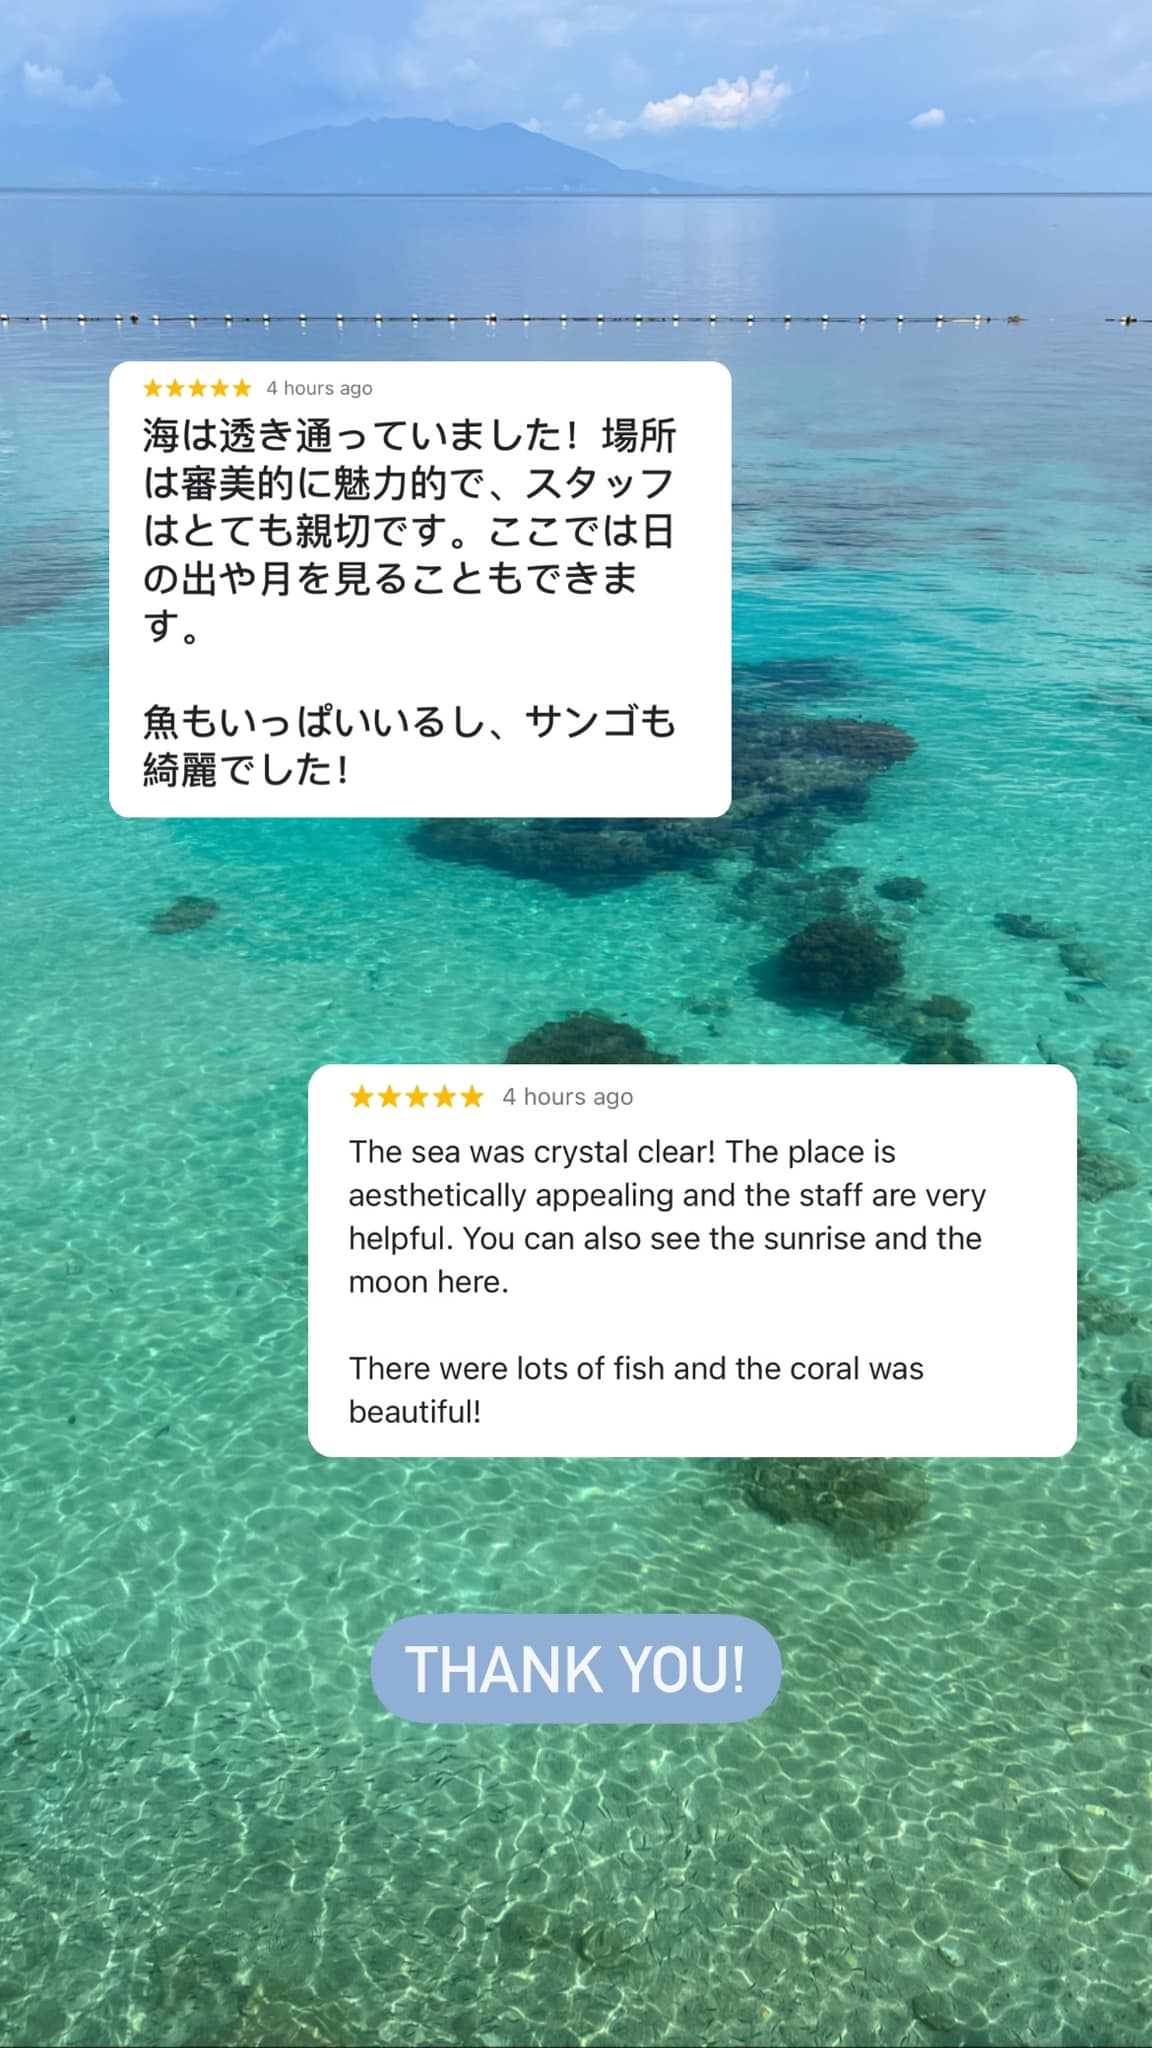 4 hours ago
海は透き通っていました！場所
は審美的に魅力的で、スタッフ
はとても親切です。ここでは日
の出や月を見ることもできま
す。
魚もいっぱいいるし、サンゴも
綺麗でした！
4 hours ago
The sea was crystal clear! The place is
aesthetically appealing and the staff are very
helpful. You can also see the sunrise and the
moon here.
There were lots of fish and the coral was
beautiful!
THANK YOU!